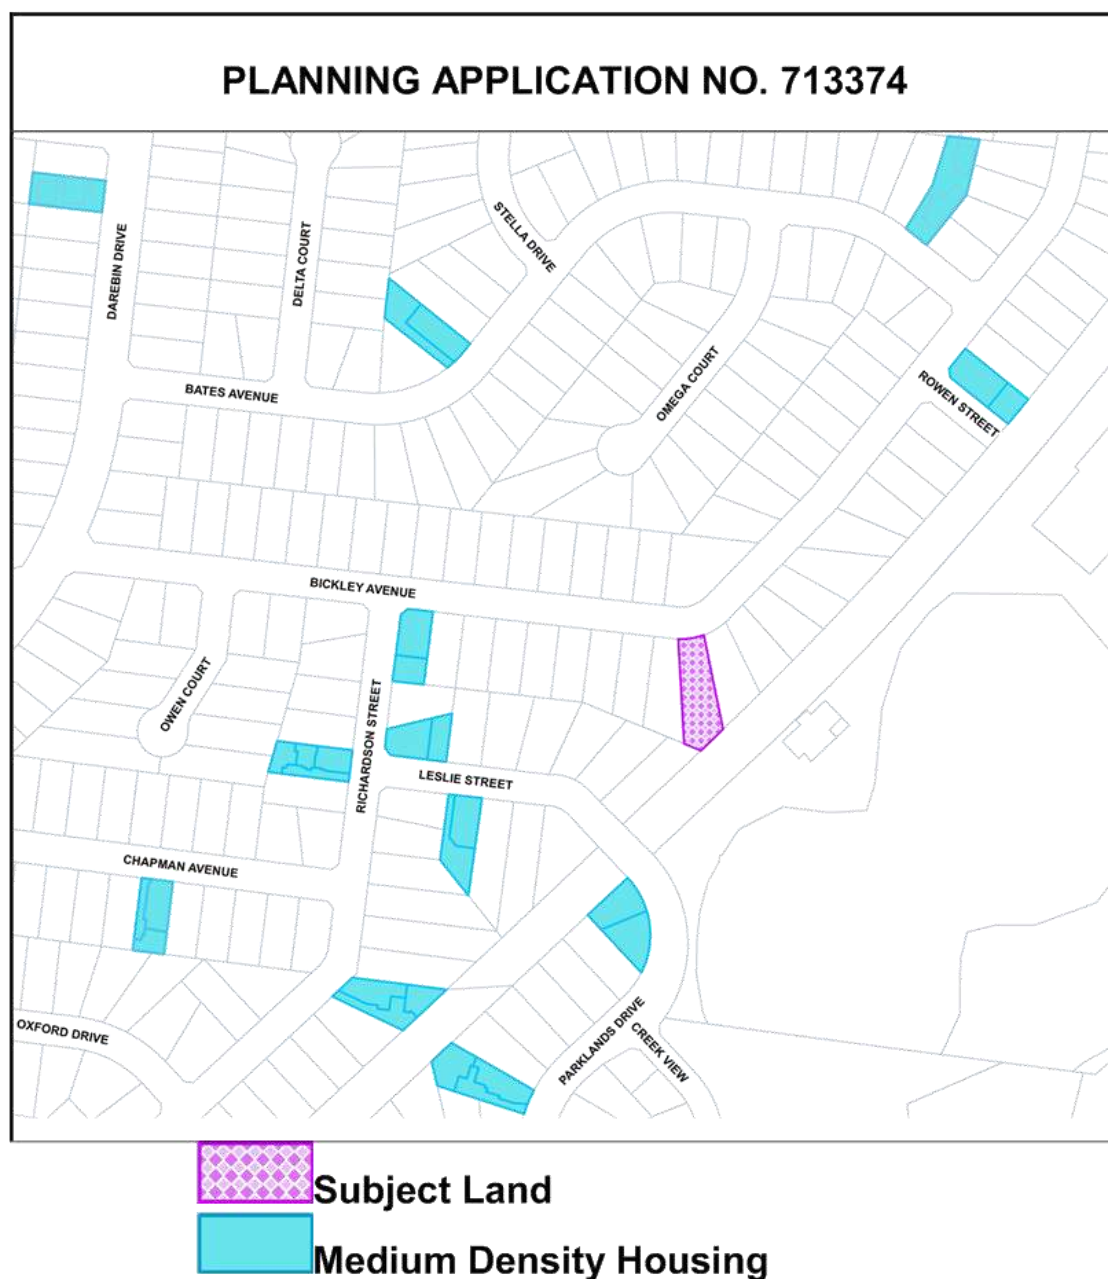 PLANNING APPLICATION NO. 713374
DAREBIN DRIVE
DELTA COURT
STELLA DRIVE
BATES AVENUE
OMEGA COURT
ROWEN STREET
BICKLEY AVENUE
OWEN COURT
RICHARDSON STREET
LESLIE STREET
CHAPMAN AVENUE
OXFORD DRIVE
PARKLANDS DRIVE
CREEK VIEW
Subject Land
Medium Density Housing